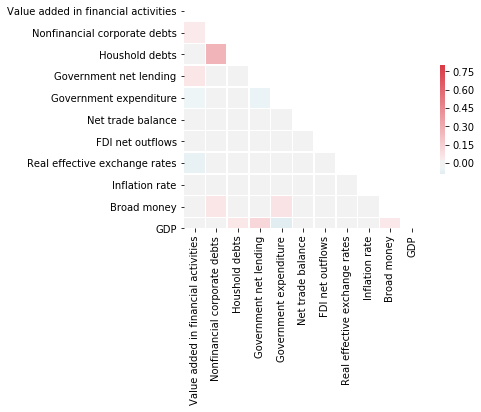 Value added in financial activities
Nonfinancial corporate debts
Houshold debts
Government net lending
Government expenditure
Net trade balance
FDI net outflows
Real effective exchange rates
Inflation rate
Broad money
GDP
0.75
0.60
0.45
0.30
0.15
0.00
Value added in financial activities
Nonfinancial corporate debts
Houshold debts
Government net lending
Government expenditure
Net trade balance
FDI net outflows
Real effective exchange rates
Inflation rate
Broad money
GDP